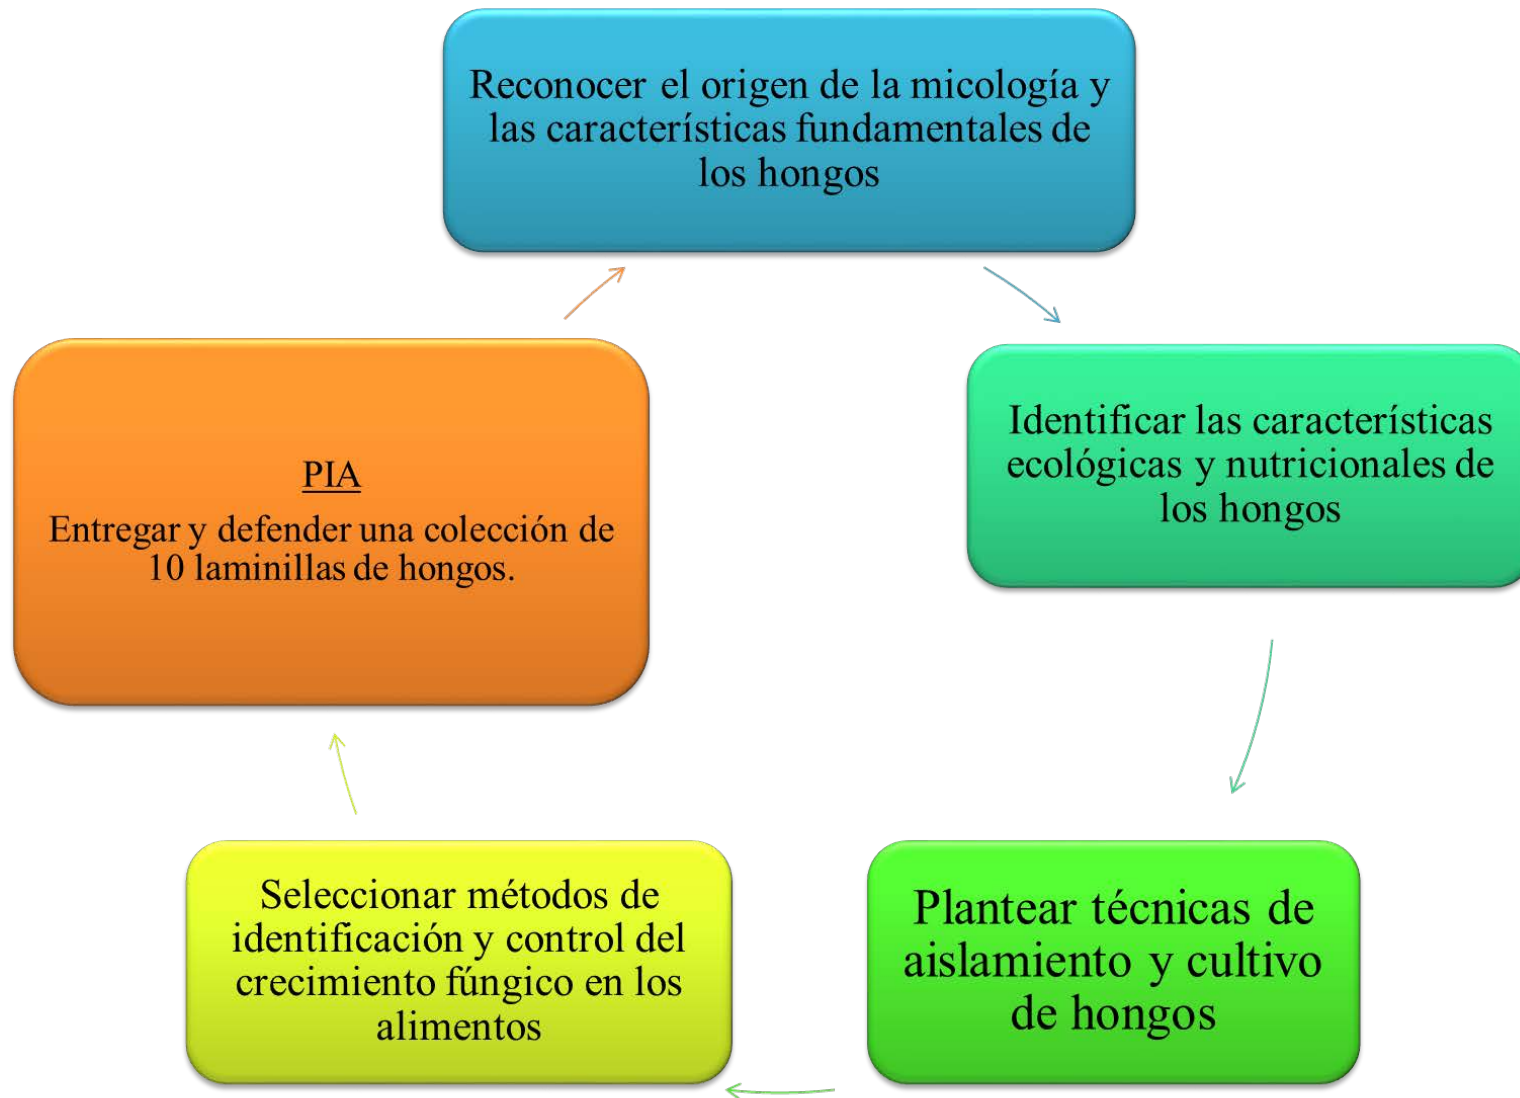 Reconocer el origen de la micología y
las características fundamentales de
los hongos
Identificar las características
ecológicas y nutricionales de
los hongos
Plantear técnicas de
aislamiento y cultivo
de hongos
Seleccionar métodos de
identificación y control del
crecimiento fúngico en los
alimentos
PIA
Entregar y defender una colección de
10 laminillas de hongos.